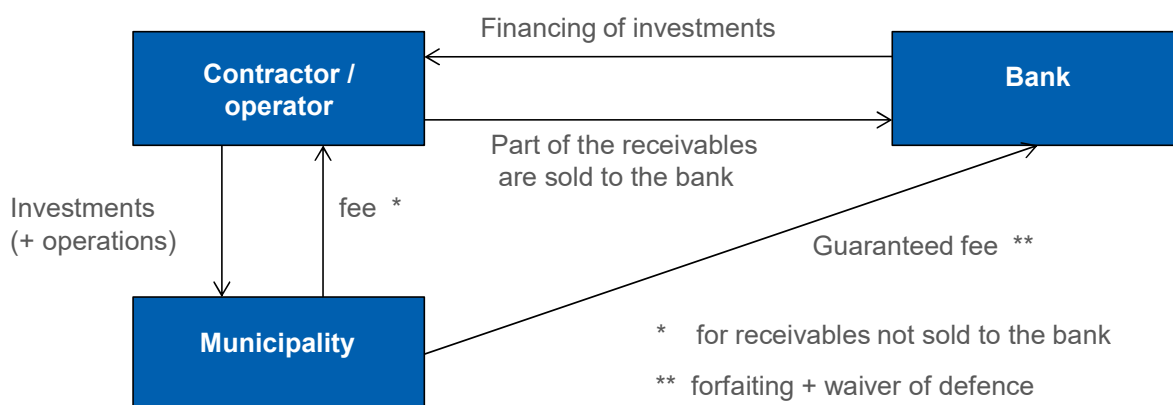 Financing of investments
Contractor /
operator
Bank
Part of the receivables
are sold to the bank
Investments
(+ operations)
fee *
Guaranteed fee **
Municipality
* for receivables not sold to the bank
** forfaiting + waiver of defence